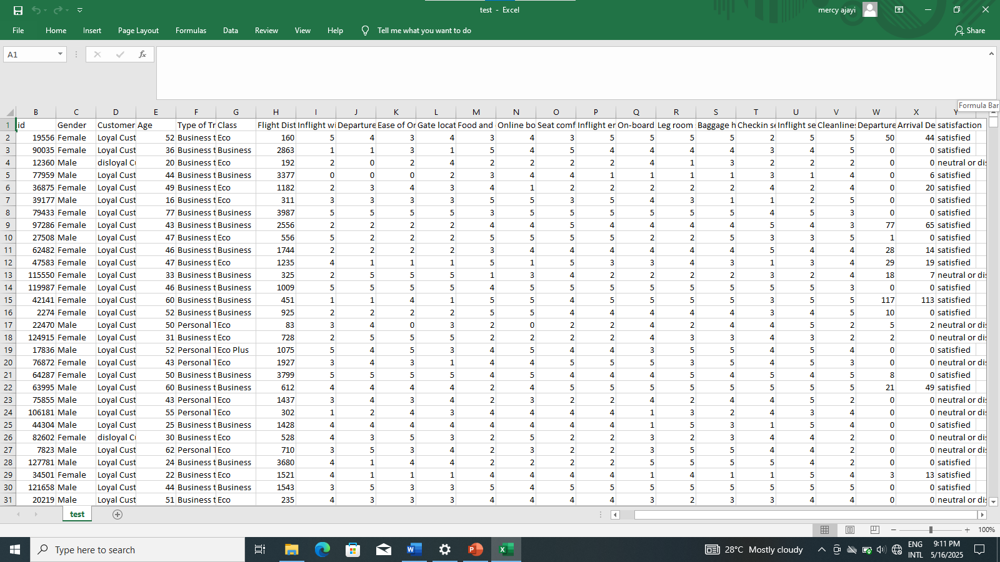 test - Excel
mercy ajayi
File Home Insert Page Layout Formulas Data Review View Help Tell me what you want to do Share
A1 fx
Formula Bar
B C D E F G H I J K L M N O P Q R S T U V W X Y
1 id Gender Customer Age Type of Tr Class Flight Dist Inflight wi Departure Ease of On Gate locat Food and Online bo Seat comf Inflight en On-board Leg room Baggage h Checkin se Inflight se Cleanlines Departure Arrival De satisfaction
2 19556 Female Loyal Cust 52 Business t Eco 160 5 4 3 4 3 4 3 5 5 5 5 2 5 5 50 44 satisfied
3 90035 Female Loyal Cust 36 Business t Business 2863 1 1 3 1 5 4 5 4 4 4 4 3 4 5 0 0 satisfied
4 12360 Male disloyal Cu 20 Business t Eco 192 2 0 2 4 2 2 2 2 4 1 3 2 2 2 0 0 neutral or dis
5 77959 Male Loyal Cust 44 Business t Business 3377 0 0 0 2 3 4 4 1 1 1 1 3 1 4 0 6 satisfied
6 36875 Female Loyal Cust 49 Business t Eco 1182 2 3 4 3 4 1 2 2 2 2 2 4 2 4 0 20 satisfied
7 39177 Male Loyal Cust 16 Business t Eco 311 3 3 3 3 5 5 3 5 4 3 1 1 2 5 0 0 satisfied
8 79433 Female Loyal Cust 77 Business t Business 3987 5 5 5 5 3 5 5 5 5 5 5 4 5 3 0 0 satisfied
9 97286 Female Loyal Cust 43 Business t Business 2556 2 2 2 2 4 4 5 4 4 4 4 5 4 3 77 65 satisfied
10 27508 Male Loyal Cust 47 Business t Eco 556 5 2 2 2 5 5 5 5 2 2 5 3 3 5 1 0 satisfied
11 62482 Female Loyal Cust 46 Business t Business 1744 2 2 2 2 3 4 4 4 4 4 4 5 4 4 28 14 satisfied
12 47583 Female Loyal Cust 47 Business t Eco 1235 4 1 1 1 5 1 5 3 3 4 3 1 3 4 29 19 satisfied
13 115550 Female Loyal Cust 33 Business t Business 325 2 5 5 5 1 3 4 2 2 2 2 3 2 4 18 7 neutral or dis
14 119987 Female Loyal Cust 46 Business t Business 1009 5 5 5 5 4 5 5 5 5 5 5 5 5 3 0 0 satisfied
15 42141 Female Loyal Cust 60 Business t Business 451 1 1 4 1 5 5 4 5 5 5 5 3 5 5 117 113 satisfied
16 2274 Female Loyal Cust 52 Business t Business 925 2 2 2 2 5 5 4 4 4 4 4 3 4 5 10 0 satisfied
17 22470 Male Loyal Cust 50 Personal T Eco 83 3 4 0 3 2 0 2 2 4 2 4 4 5 2 5 2 neutral or dis
18 124915 Female Loyal Cust 31 Business t Eco 728 2 5 5 5 2 2 2 2 4 3 3 4 3 2 2 0 neutral or dis
19 17836 Male Loyal Cust 52 Personal T Eco Plus 1075 5 4 5 3 4 5 4 4 3 5 5 4 5 4 0 0 satisfied
20 76872 Female Loyal Cust 43 Personal T Eco 1927 3 4 3 1 4 4 5 5 5 3 5 4 5 3 0 0 neutral or dis
21 64287 Female Loyal Cust 50 Business t Business 3799 5 5 5 5 4 5 4 4 4 5 4 5 4 5 8 0 satisfied
22 63995 Male Loyal Cust 60 Business t Business 612 4 4 4 4 2 4 5 5 5 5 5 5 5 5 21 49 satisfied
23 75855 Male Loyal Cust 43 Personal T Eco 1437 3 4 3 4 2 3 2 2 4 2 4 4 5 2 0 0 neutral or dis
24 106181 Male Loyal Cust 55 Personal T Eco 302 1 2 4 3 4 4 4 4 1 3 2 4 3 4 0 0 neutral or dis
25 44304 Male Loyal Cust 25 Business t Business 1428 4 4 4 4 4 4 4 4 1 5 3 1 5 4 0 0 satisfied
26 82602 Female disloyal Cu 30 Business t Eco 528 4 3 5 3 2 5 2 2 3 2 3 4 4 2 0 0 neutral or dis
27 7823 Male Loyal Cust 62 Personal T Eco 710 3 5 3 4 2 3 2 2 3 5 5 4 4 2 0 0 neutral or dis
28 127781 Male Loyal Cust 24 Business t Business 3680 4 1 4 4 2 2 2 2 5 5 5 5 4 2 0 0 satisfied
29 34501 Female Loyal Cust 22 Business t Eco 1521 4 1 1 1 4 4 4 4 1 4 1 1 5 4 3 13 satisfied
30 121658 Male Loyal Cust 44 Business t Business 1543 3 5 3 3 5 4 5 5 5 5 5 5 5 5 0 0 satisfied
31 20219 Male Loyal Cust 51 Business t Eco 235 4 3 3 3 4 4 4 4 3 2 3 3 4 4 0 0 neutral or dis
test
100%
Type here to search
28°C Mostly cloudy
ENG
INTL
9:11 PM
5/16/2025